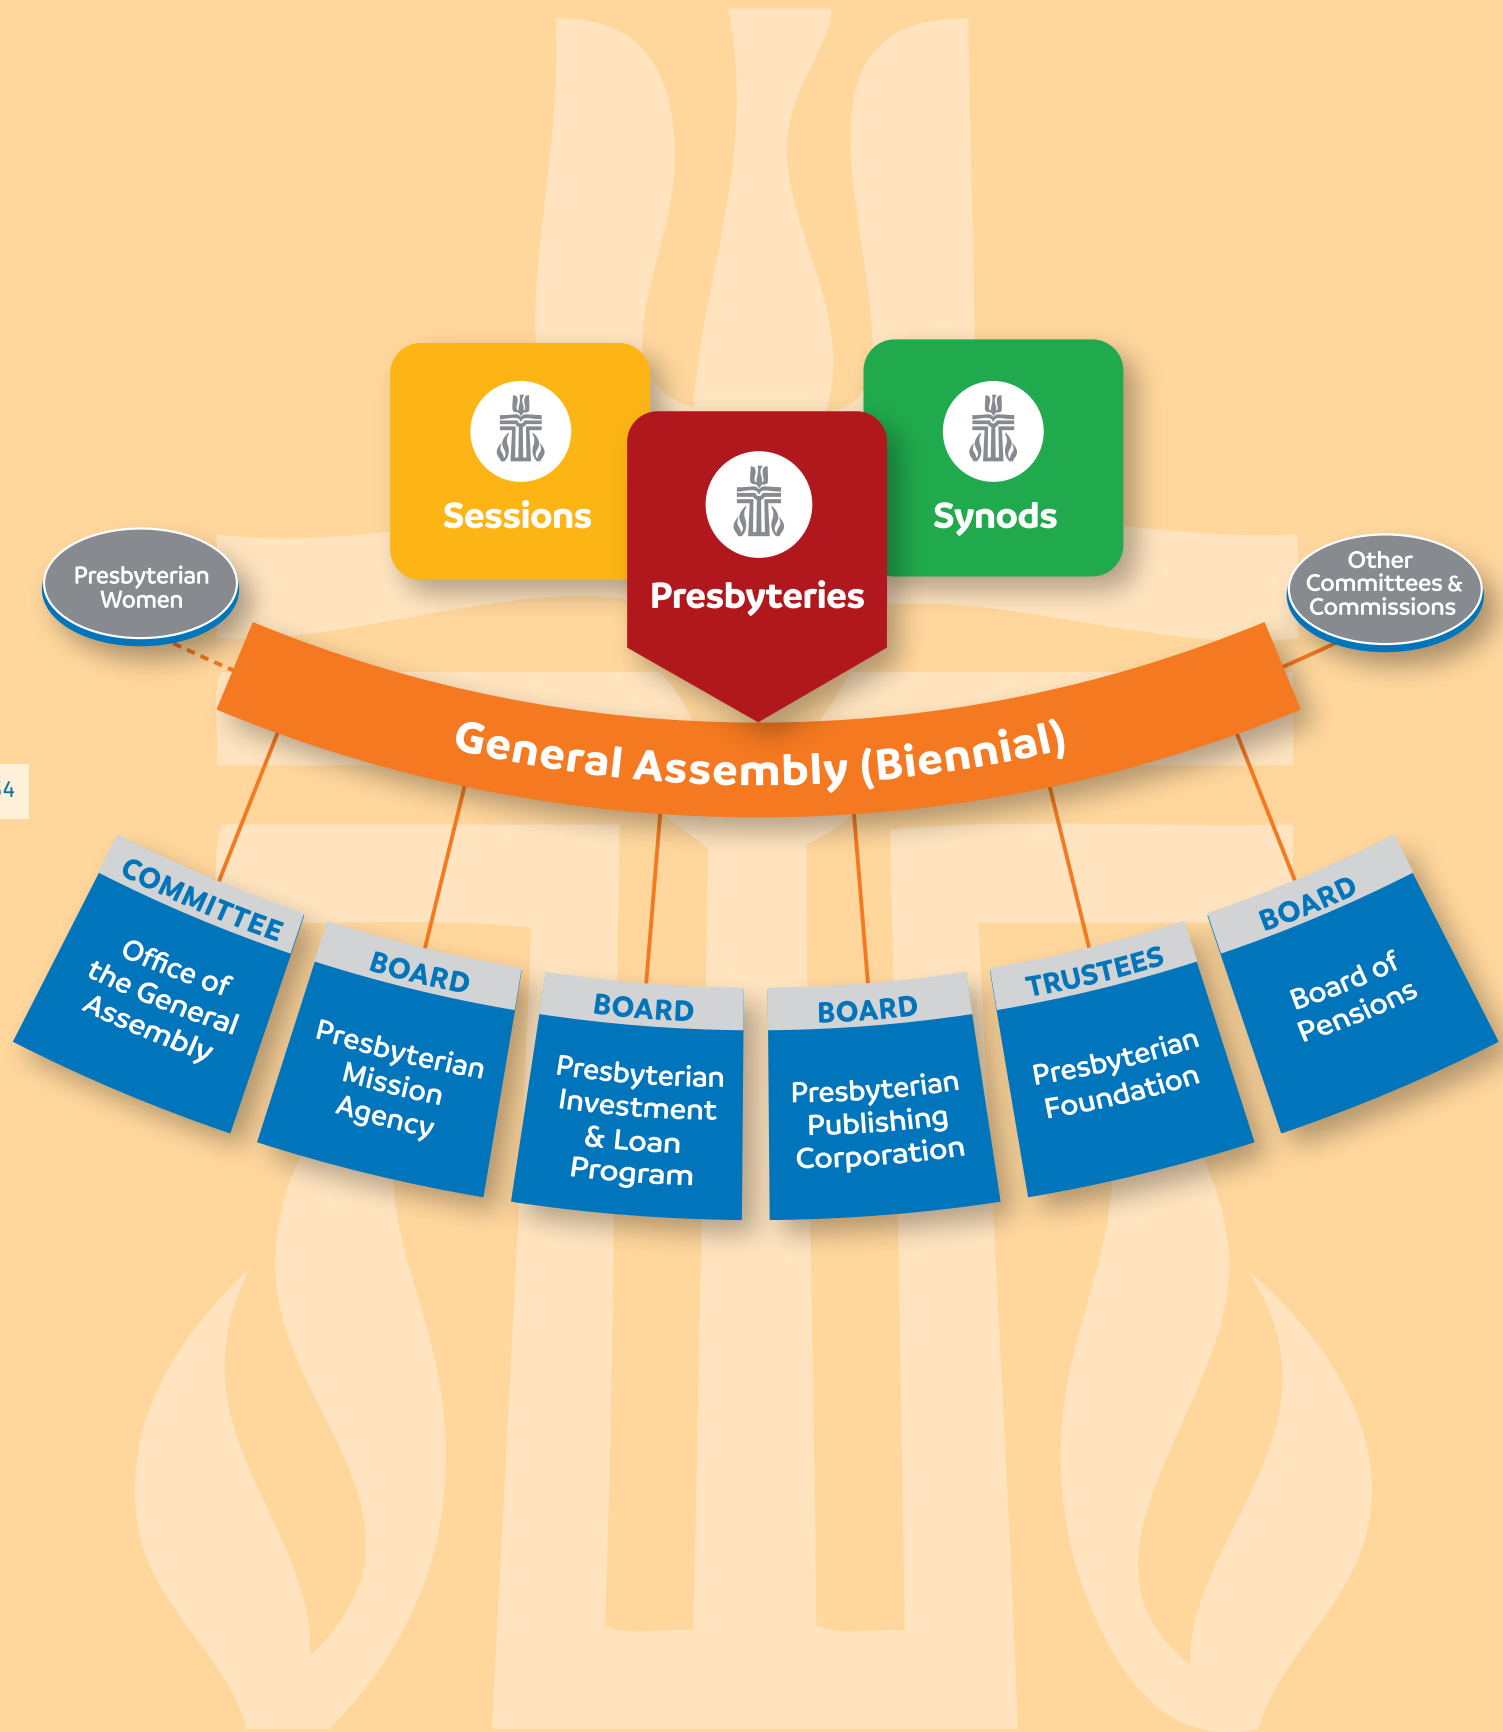 Sessions
Synods
Presbyteries
Presbyterian
Women
Other
Committees &
Commissions
General Assembly (Biennial)
COMMITTEE
Office of
the General
Assembly
BOARD
Presbyterian
Mission
Agency
BOARD
Presbyterian
Investment
& Loan
Program
BOARD
Presbyterian
Publishing
Corporation
TRUSTEES
Presbyterian
Foundation
BOARD
Board of
Pensions